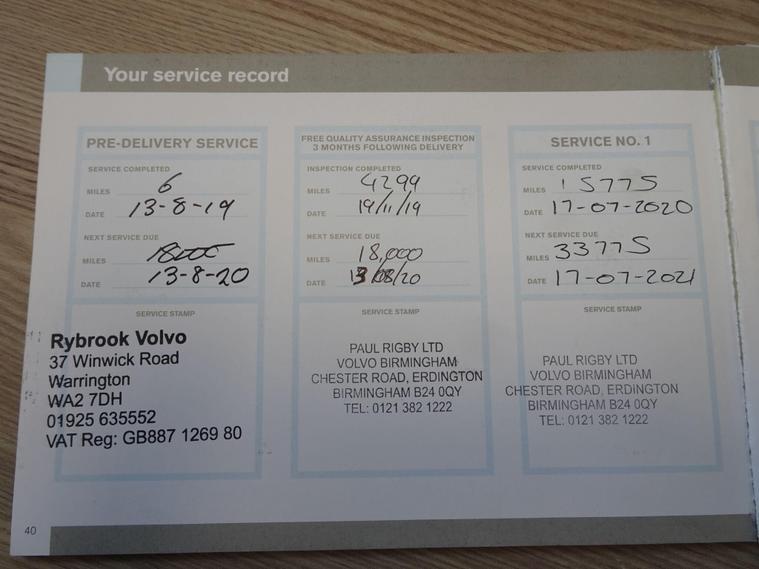 Your service record
PRE-DELIVERY SERVICE
SERVICE COMPLETED
MILES 6
DATE 13-8-19
NEXT SERVICE DUE
MILES 18000
DATE 13-8-20
SERVICE STAMP
Rybrook Volvo
37 Winwick Road
Warrington
WA2 7DH
01925 635552
VAT Reg: GB887 1269 80
FREE QUALITY ASSURANCE INSPECTION
3 MONTHS FOLLOWING DELIVERY
INSPECTION COMPLETED
MILES 4299
DATE 19/11/19
NEXT SERVICE DUE
MILES 18,000
DATE 13/08/20
SERVICE STAMP
PAUL RIGBY LTD
VOLVO BIRMINGHAM
CHESTER ROAD, ERDINGTON
BIRMINGHAM B24 0QY
TEL: 0121 382 1222
SERVICE NO. 1
SERVICE COMPLETED
MILES 15775
DATE 17-07-2020
NEXT SERVICE DUE
MILES 33775
DATE 17-07-2021
SERVICE STAMP
PAUL RIGBY LTD
VOLVO BIRMINGHAM
CHESTER ROAD, ERDINGTON
BIRMINGHAM B24 0QY
TEL: 0121 382 1222
40